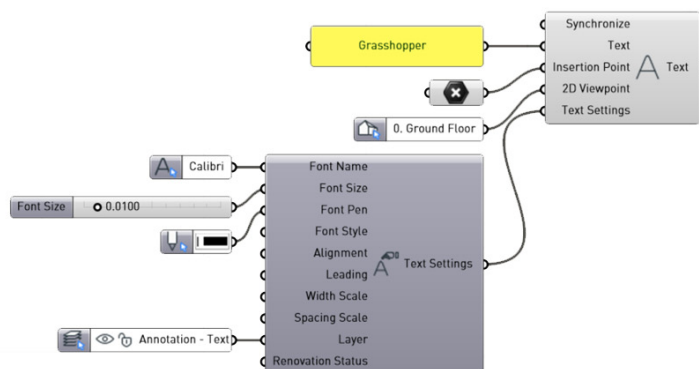 Synchronize
Grasshopper
Text
Insertion Point
Text
2D Viewpoint
0. Ground Floor
Text Settings
Calibri
Font Name
Font Size
Font Size
0.0100
Font Pen
Font Style
Alignment
Text Settings
Leading
Width Scale
Spacing Scale
Annotation - Text
Layer
Renovation Status